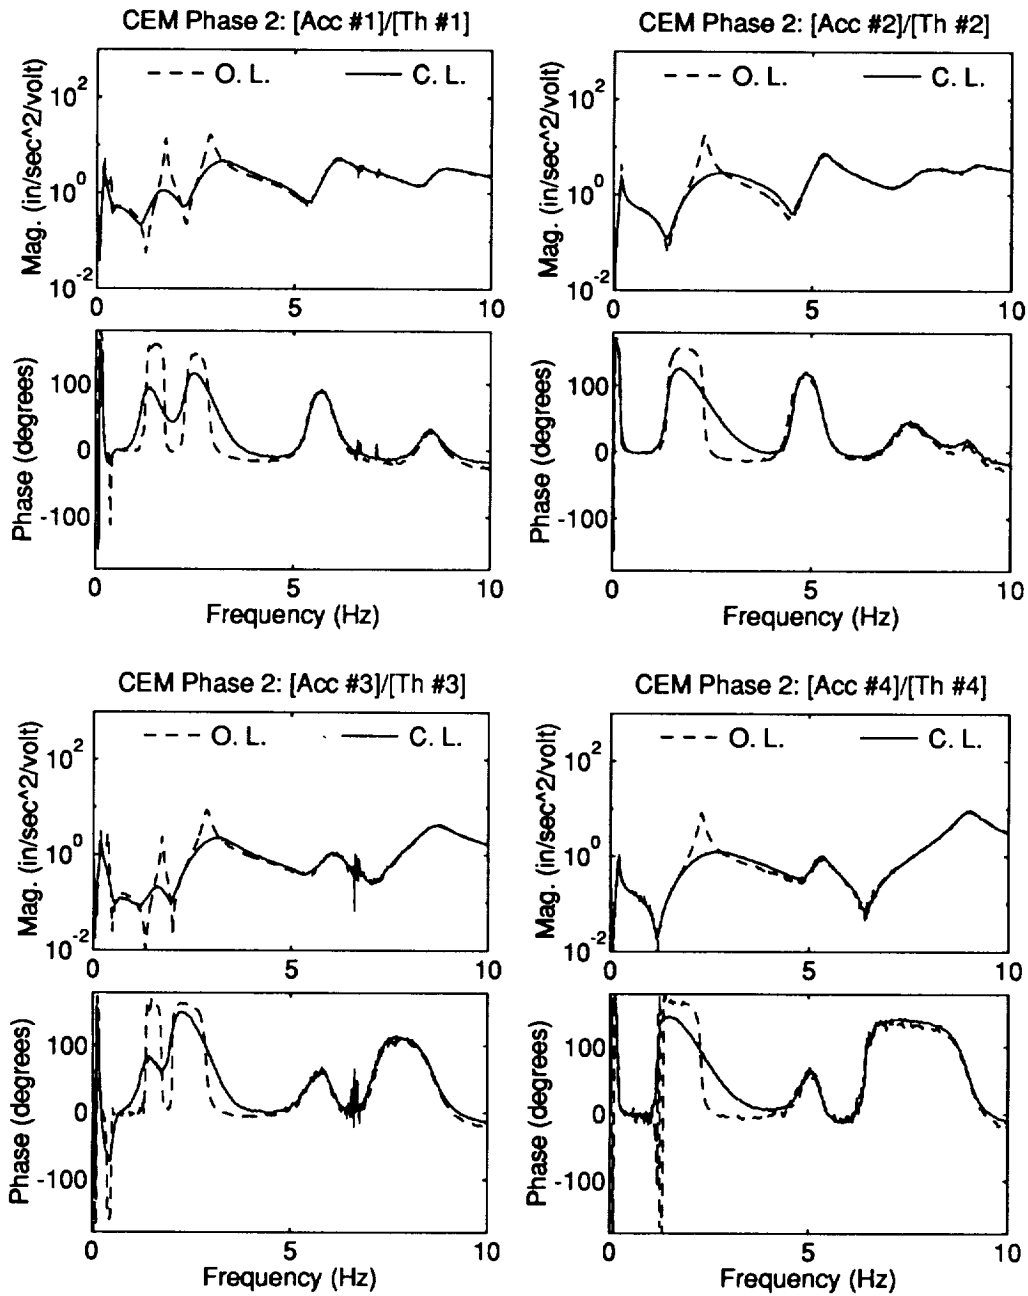 CEM Phase 2: [Acc #1]/[Th #1]
O. L.
C. L.
Mag. (in/sec^2/volt)
10^2
10^0
10^-2
0
5
10
Phase (degrees)
100
0
-100
0
5
10
Frequency (Hz)
CEM Phase 2: [Acc #2]/[Th #2]
O. L.
C. L.
Mag. (in/sec^2/volt)
10^2
10^0
10^-2
0
5
10
Phase (degrees)
100
0
-100
0
5
10
Frequency (Hz)
CEM Phase 2: [Acc #3]/[Th #3]
O. L.
C. L.
Mag. (in/sec^2/volt)
10^2
10^0
10^-2
0
5
10
Phase (degrees)
100
0
-100
0
5
10
Frequency (Hz)
CEM Phase 2: [Acc #4]/[Th #4]
O. L.
C. L.
Mag. (in/sec^2/volt)
10^2
10^0
10^-2
0
5
10
Phase (degrees)
100
0
-100
0
5
10
Frequency (Hz)